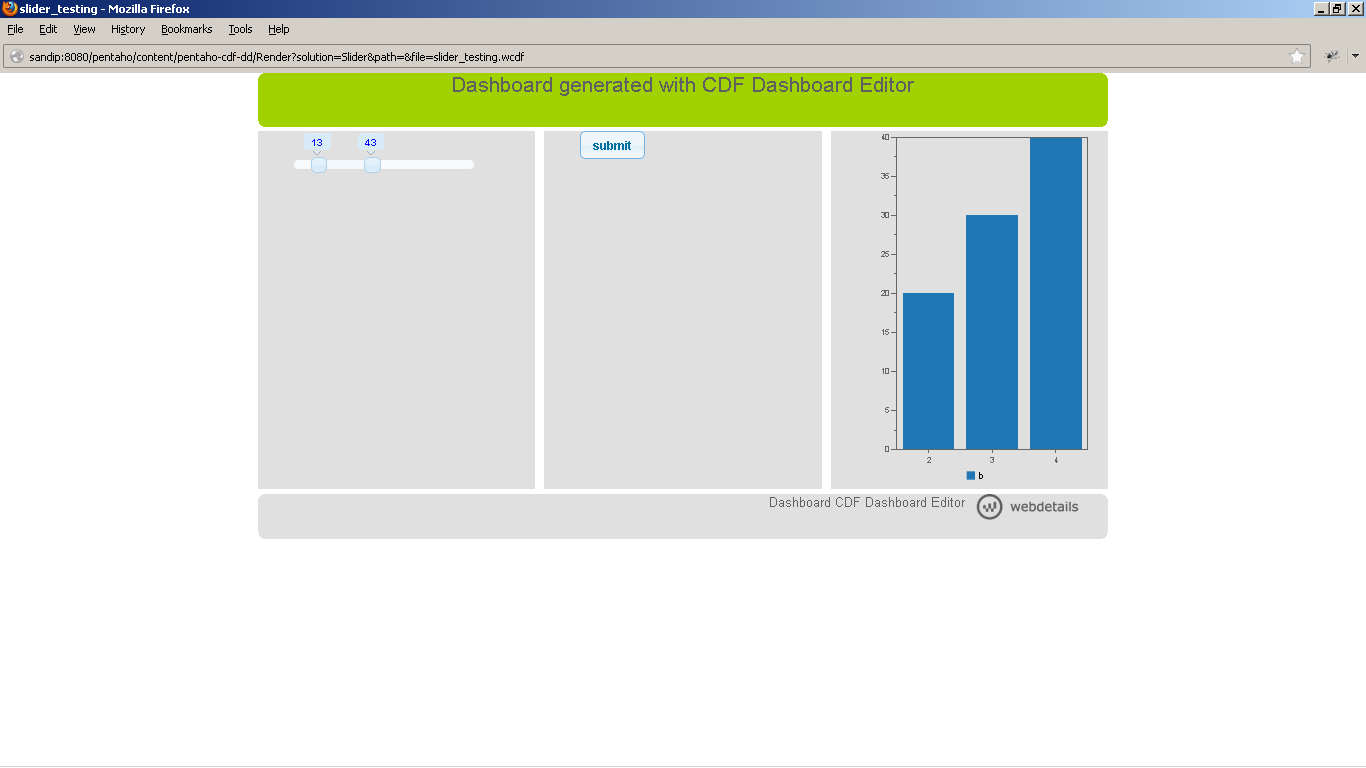 slider_testing - Mozilla Firefox
File Edit View History Bookmarks Tools Help
sandip:8080/pentaho/content/pentaho-cdf-dd/Render?solution=Slider&path=&file=slider_testing.wcdf
Dashboard generated with CDF Dashboard Editor
13 43
submit
40
35
30
25
20
15
10
5
0
2 3 4
b
Dashboard CDF Dashboard Editor
webdetails